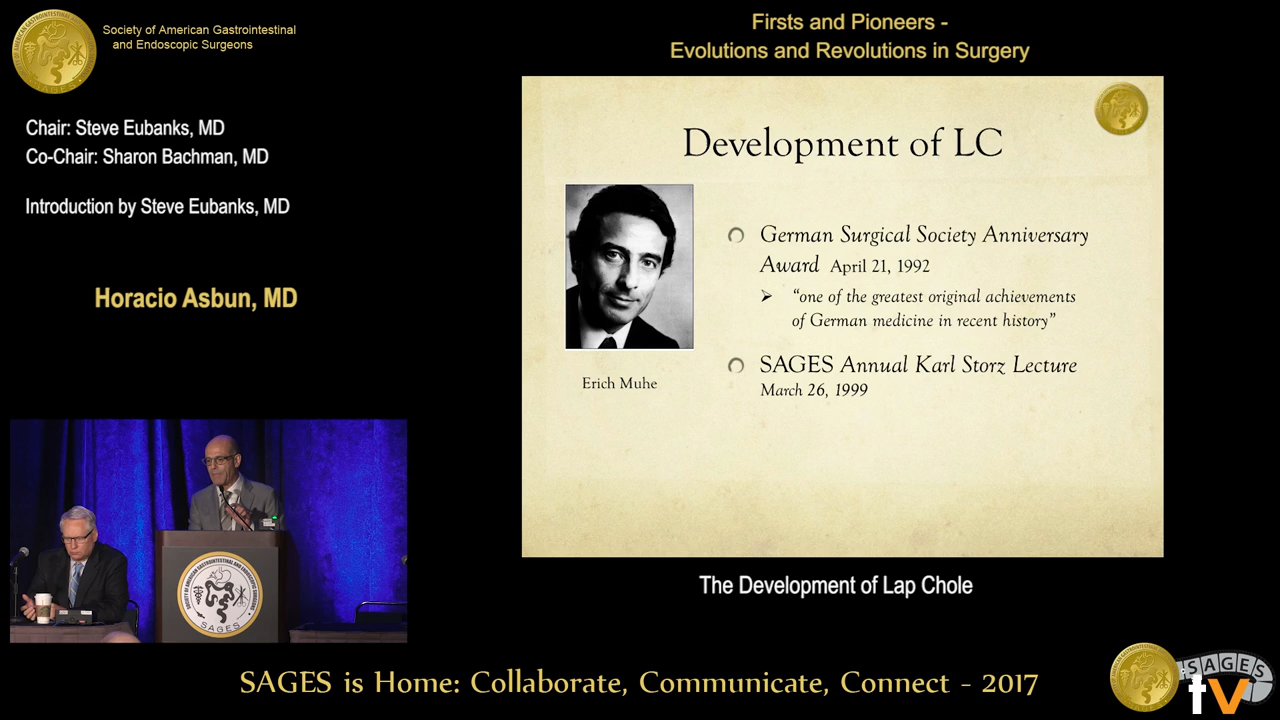 Society of American Gastrointestinal
and Endoscopic Surgeons
Chair: Steve Eubanks, MD
Co-Chair: Sharon Bachman, MD
Introduction by Steve Eubanks, MD
Horacio Asbun, MD
Firsts and Pioneers -
Evolutions and Revolutions in Surgery
Development of LC
German Surgical Society Anniversary
Award April 21, 1992
“one of the greatest original achievements
of German medicine in recent history”
SAGES Annual Karl Storz Lecture
March 26, 1999
Erich Muhe
The Development of Lap Chole
SAGES
SAGES is Home: Collaborate, Communicate, Connect - 2017
SAGES
tv